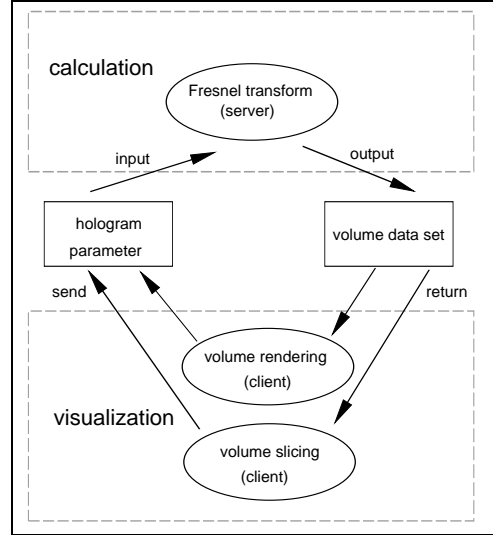 calculation
Fresnel transform
(server)
input
output
hologram
parameter
volume data set
send
return
volume rendering
(client)
visualization
volume slicing
(client)